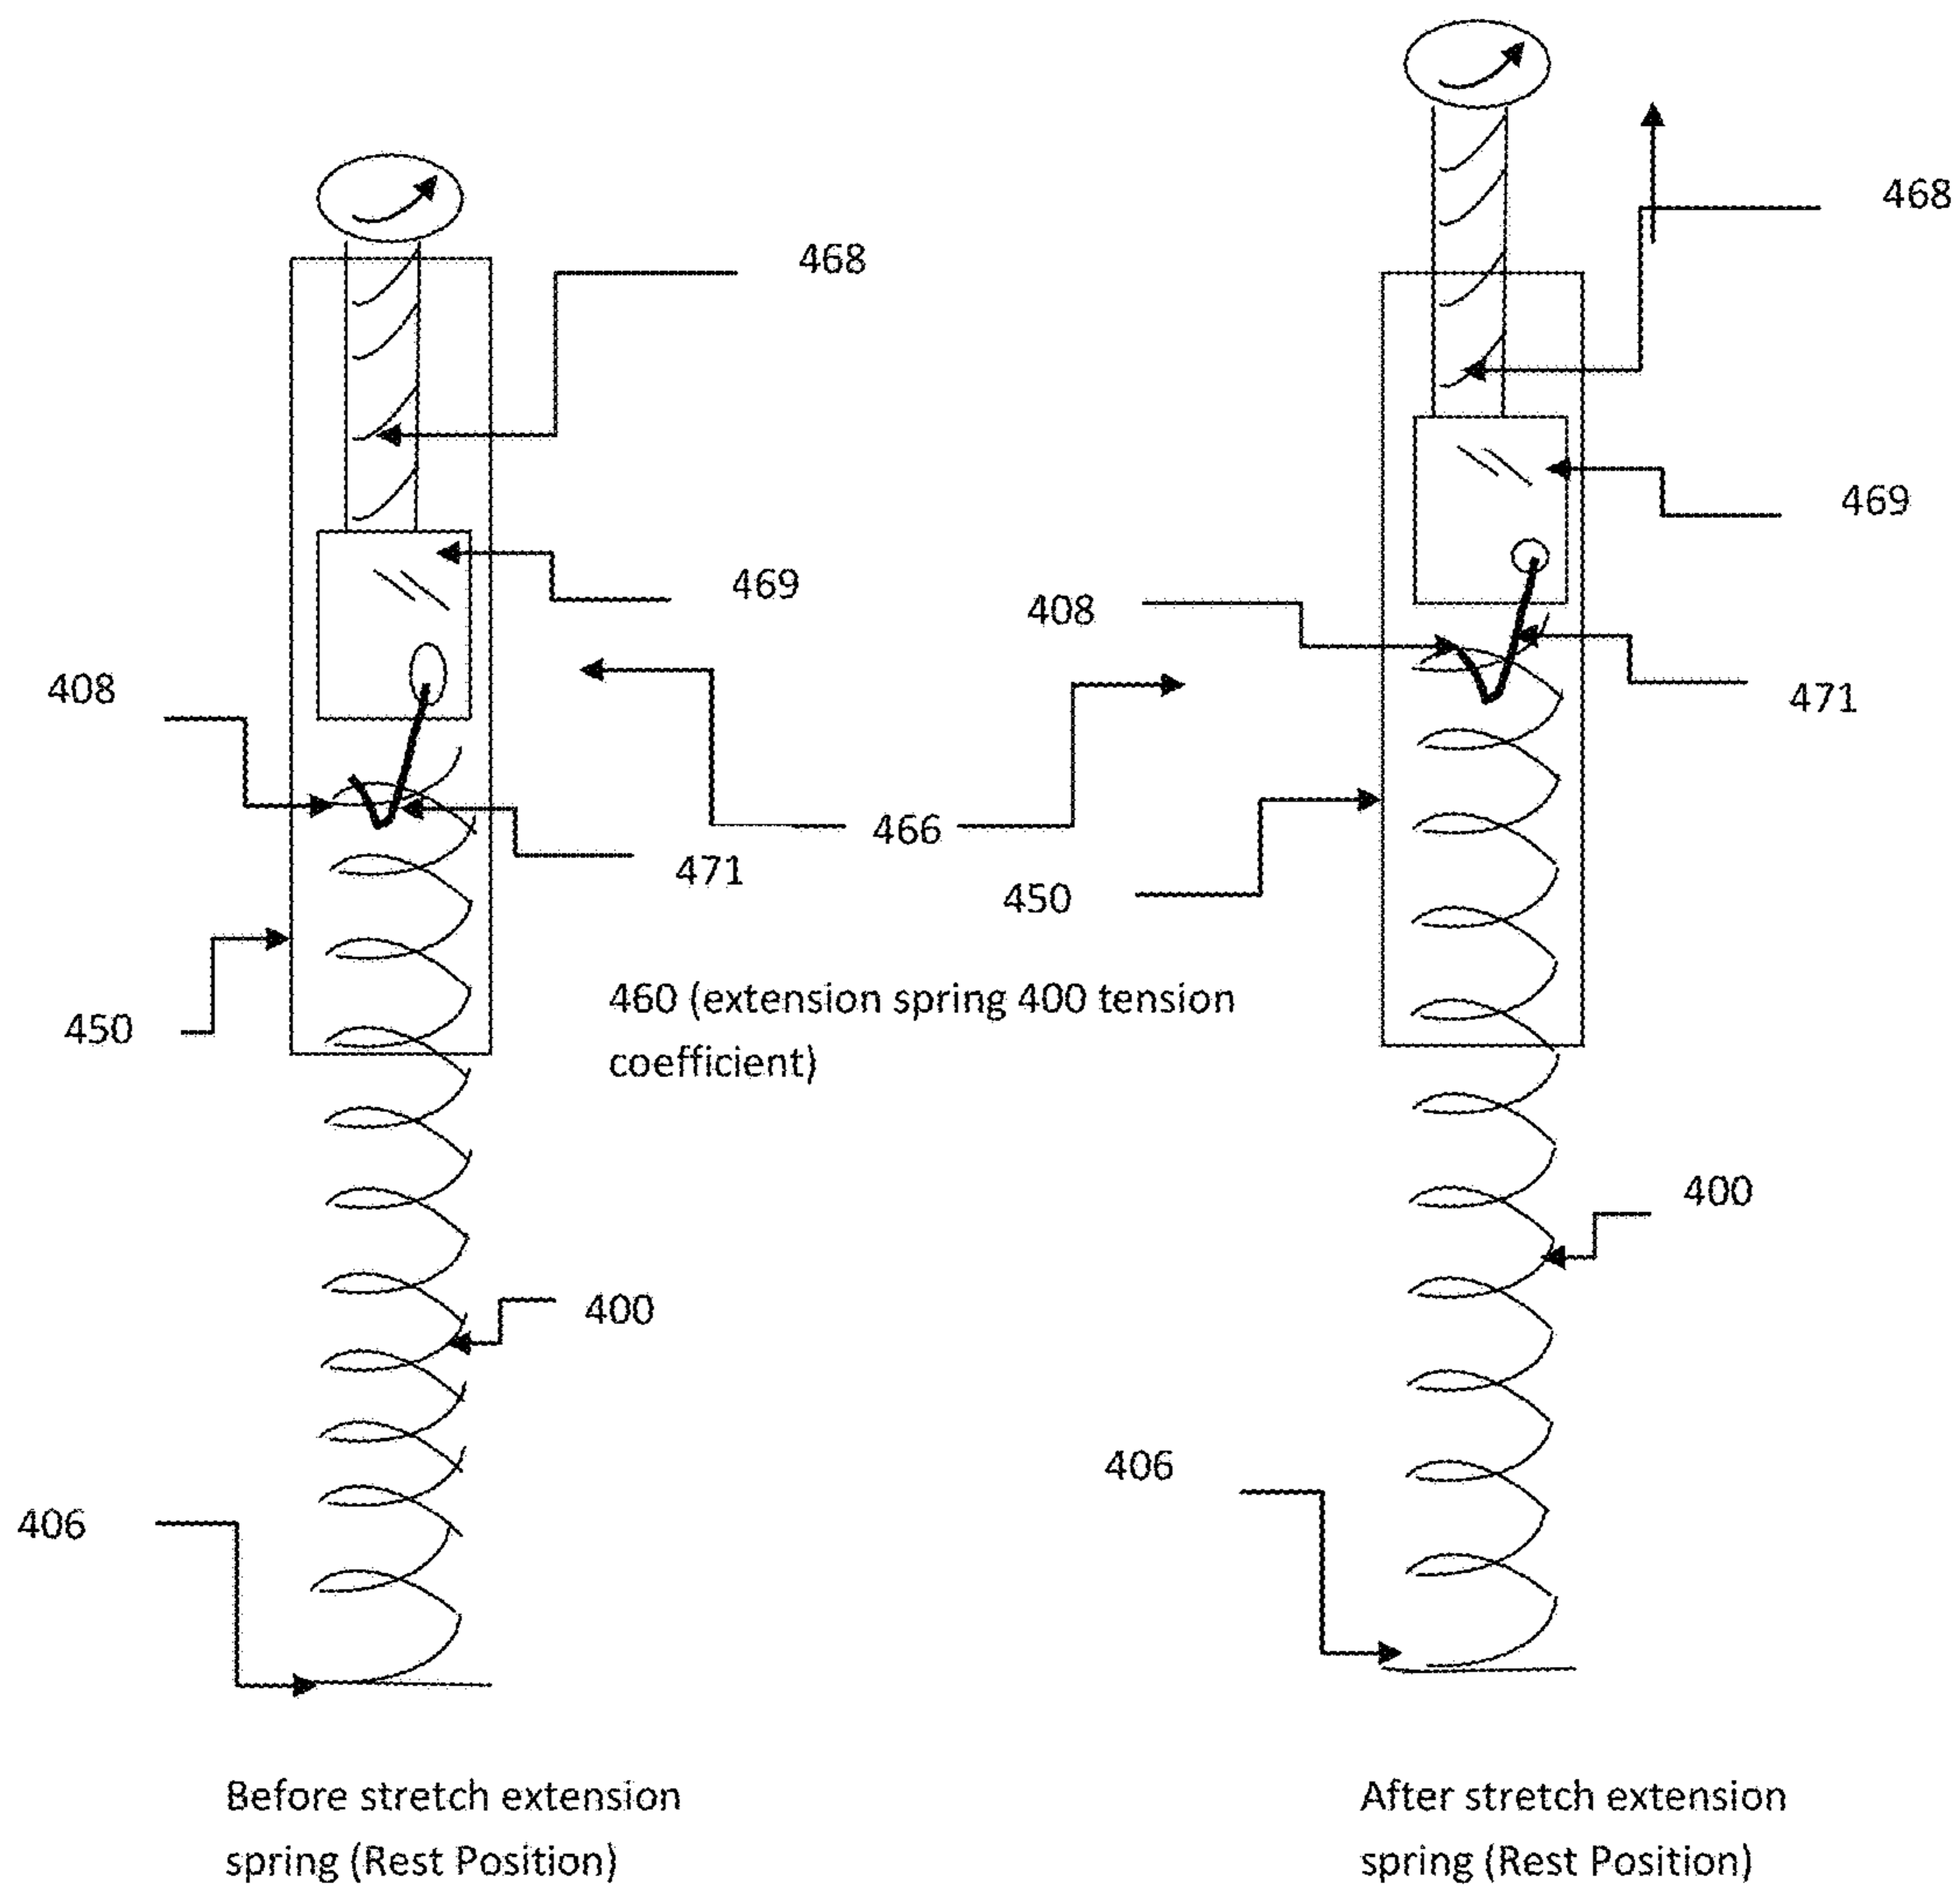 468
468
469
469
408
408
471
471
466
450
450
460 (extension spring 400 tension
coefficient)
400
400
406
406
Before stretch extension
spring (Rest Position)
After stretch extension
spring (Rest Position)